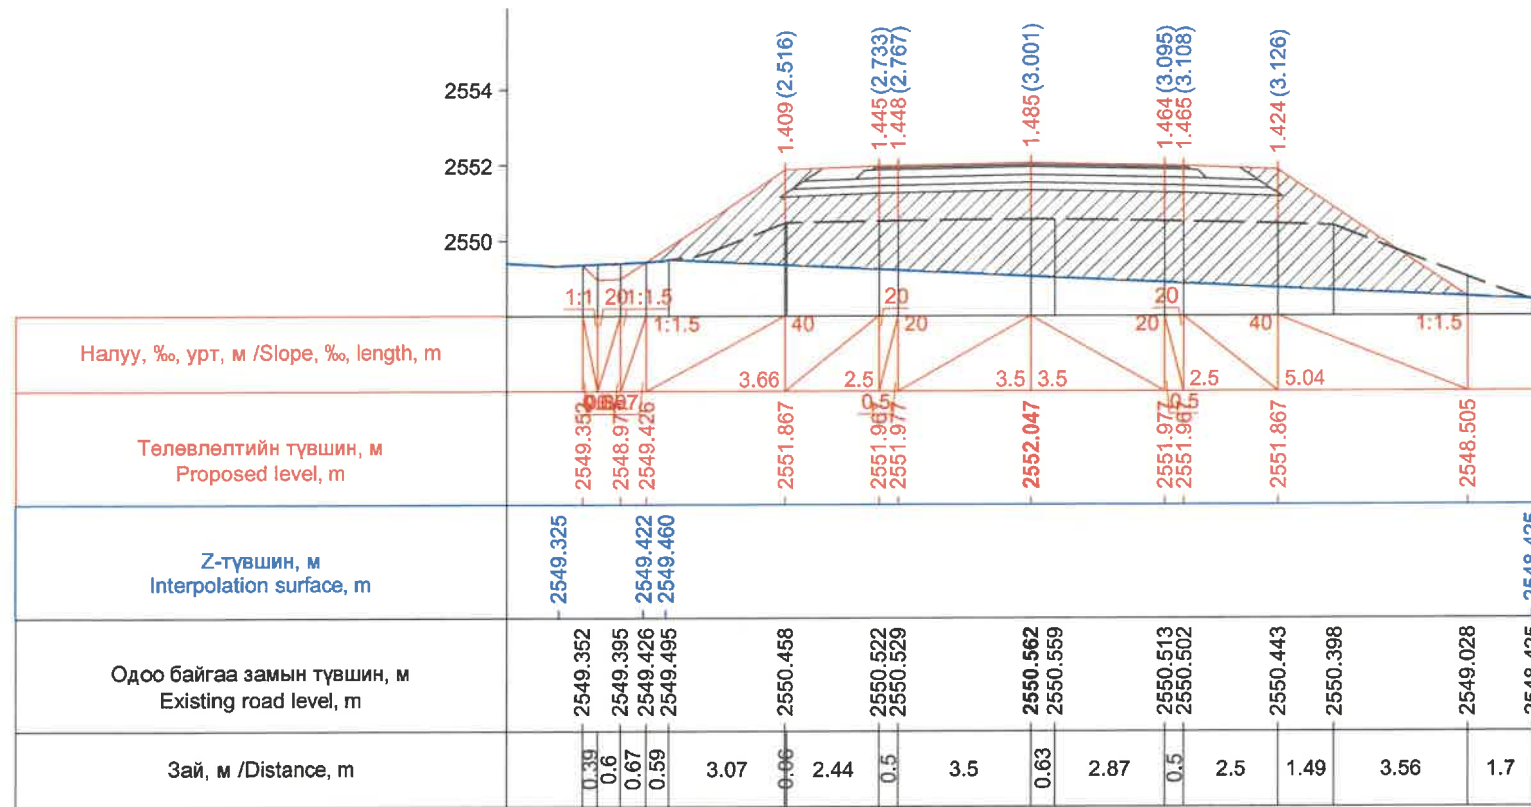 2554
2552
2550
1.409 (2.516)
1.445 (2.733)
1.448 (2.767)
1.485 (3.001)
1.464 (3.095)
1.465 (3.108)
1.424 (3.126)
1:1 20 1:1.5 20 20
Налуу, ‰, урт, м /Slope, ‰, length, m
1:1.5 40 20 20 40 1:1.5
3.66 2.5 3.5 3.5 2.5 5.04
0.5 0.5
Төлөвлөлтийн түвшин, м
Proposed level, m
2549.352 2548.97 2549.426 2551.867 2551.967 2551.977 2552.047 2551.977 2551.967 2551.867 2548.505
Z-түвшин, м
Interpolation surface, m
2549.325 2549.422 2549.460 2548.425
Одоо байгаа замын түвшин, м
Existing road level, m
2549.352 2549.395 2549.426 2549.495 2550.458 2550.522 2550.529 2550.562 2550.559 2550.513 2550.502 2550.443 2550.398 2549.028 2548.425
Зай, м /Distance, m
0.39 0.6 0.67 0.59 3.07 0.06 2.44 0.5 3.5 0.63 2.87 0.5 2.5 1.49 3.56 1.7